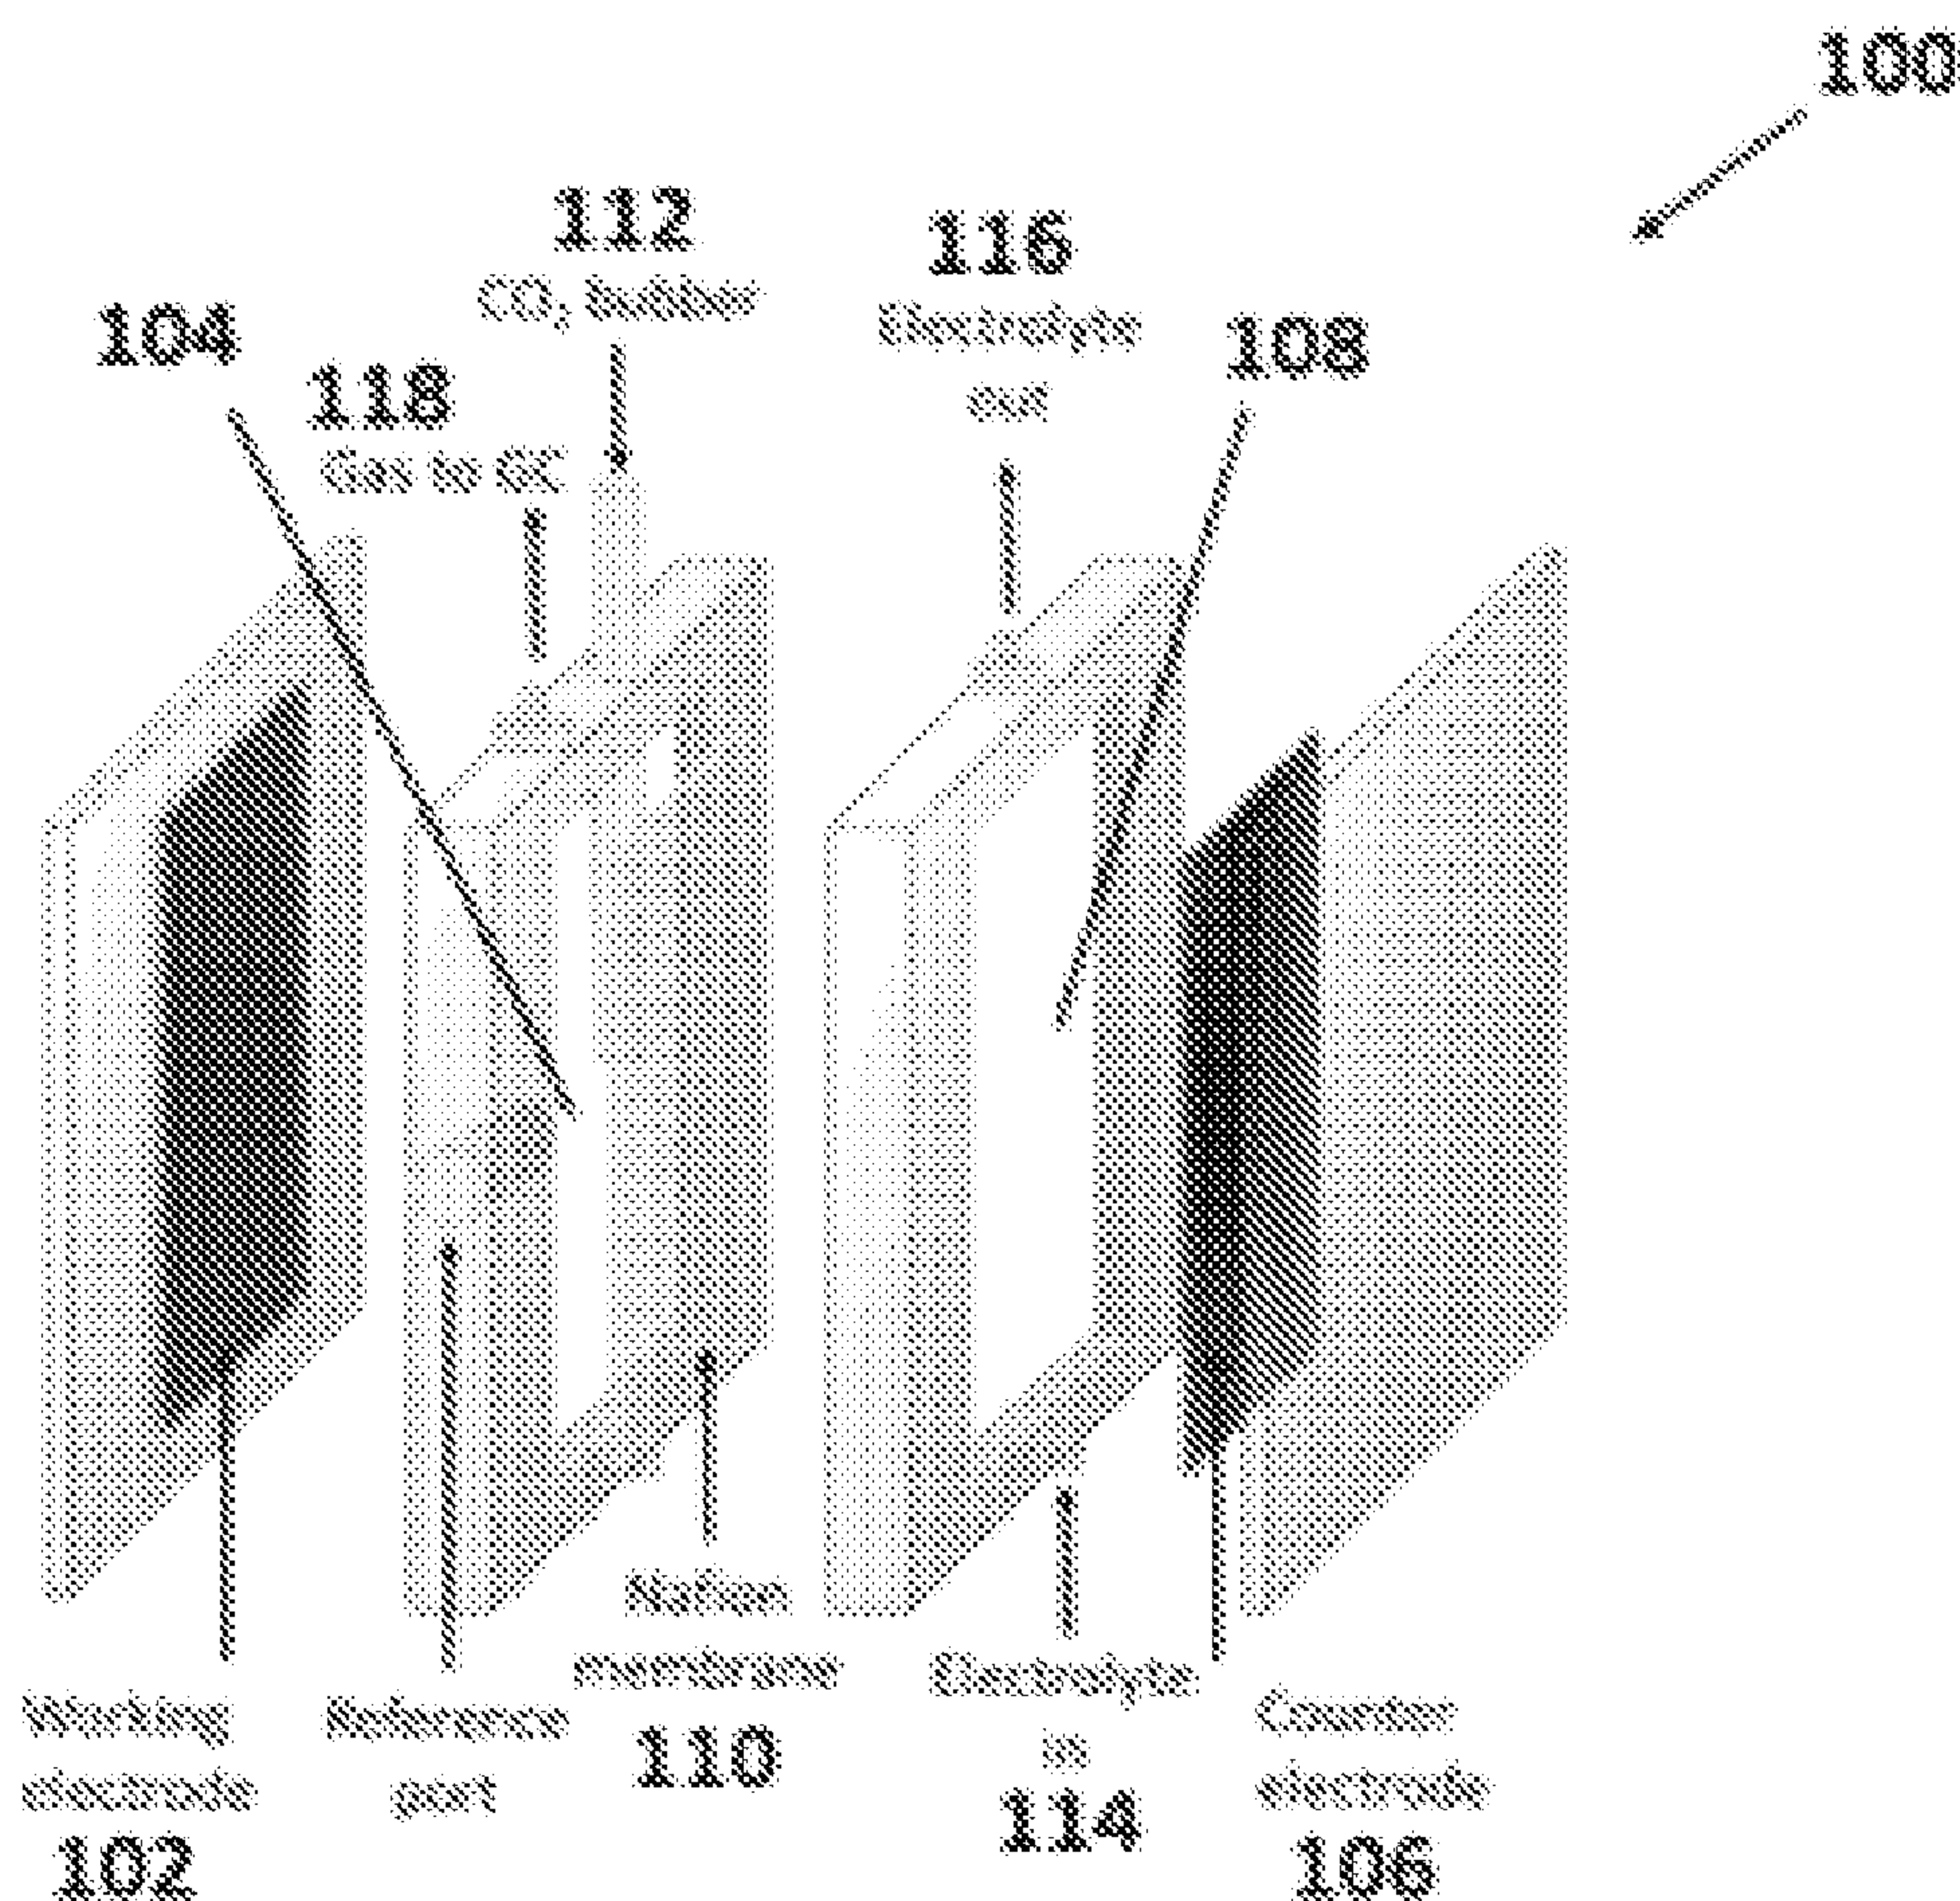 100
112
CO₂ bubbler
116
Electrolyte
out
104
108
118
Gas to GC
Nafion
membrane
110
Working
electrode
102
Reference
port
Electrolyte
in
114
Counter
electrode
106